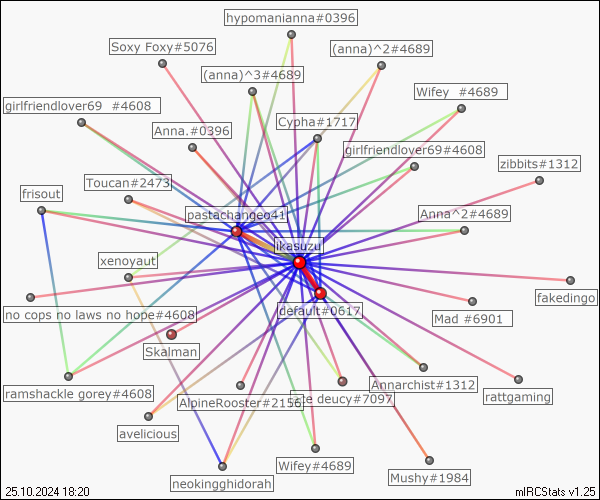 hypomanianna#0396
Soxy Foxy#5076
(anna)^2#4689
(anna)^3#4689
Wifey #4689
girlfriendlover69 #4608
Cypha#1717
Anna.#0396
girlfriendlover69#4608
zibbits#1312
Toucan#2473
frisout
pastachangeo41
Anna^2#4689
ikasuzu
xenoyaut
fakedingo
no cops no laws no hope#4608
default#0617
Mad #6901
Skalman
Annarchist#1312
ramshackle gorey#4608
AlpineRooster#2156
deucy#7097
rattgaming
avelicious
Wifey#4689
Mushy#1984
neokingghidorah
25.10.2024 18:20
mIRCStats v1.25